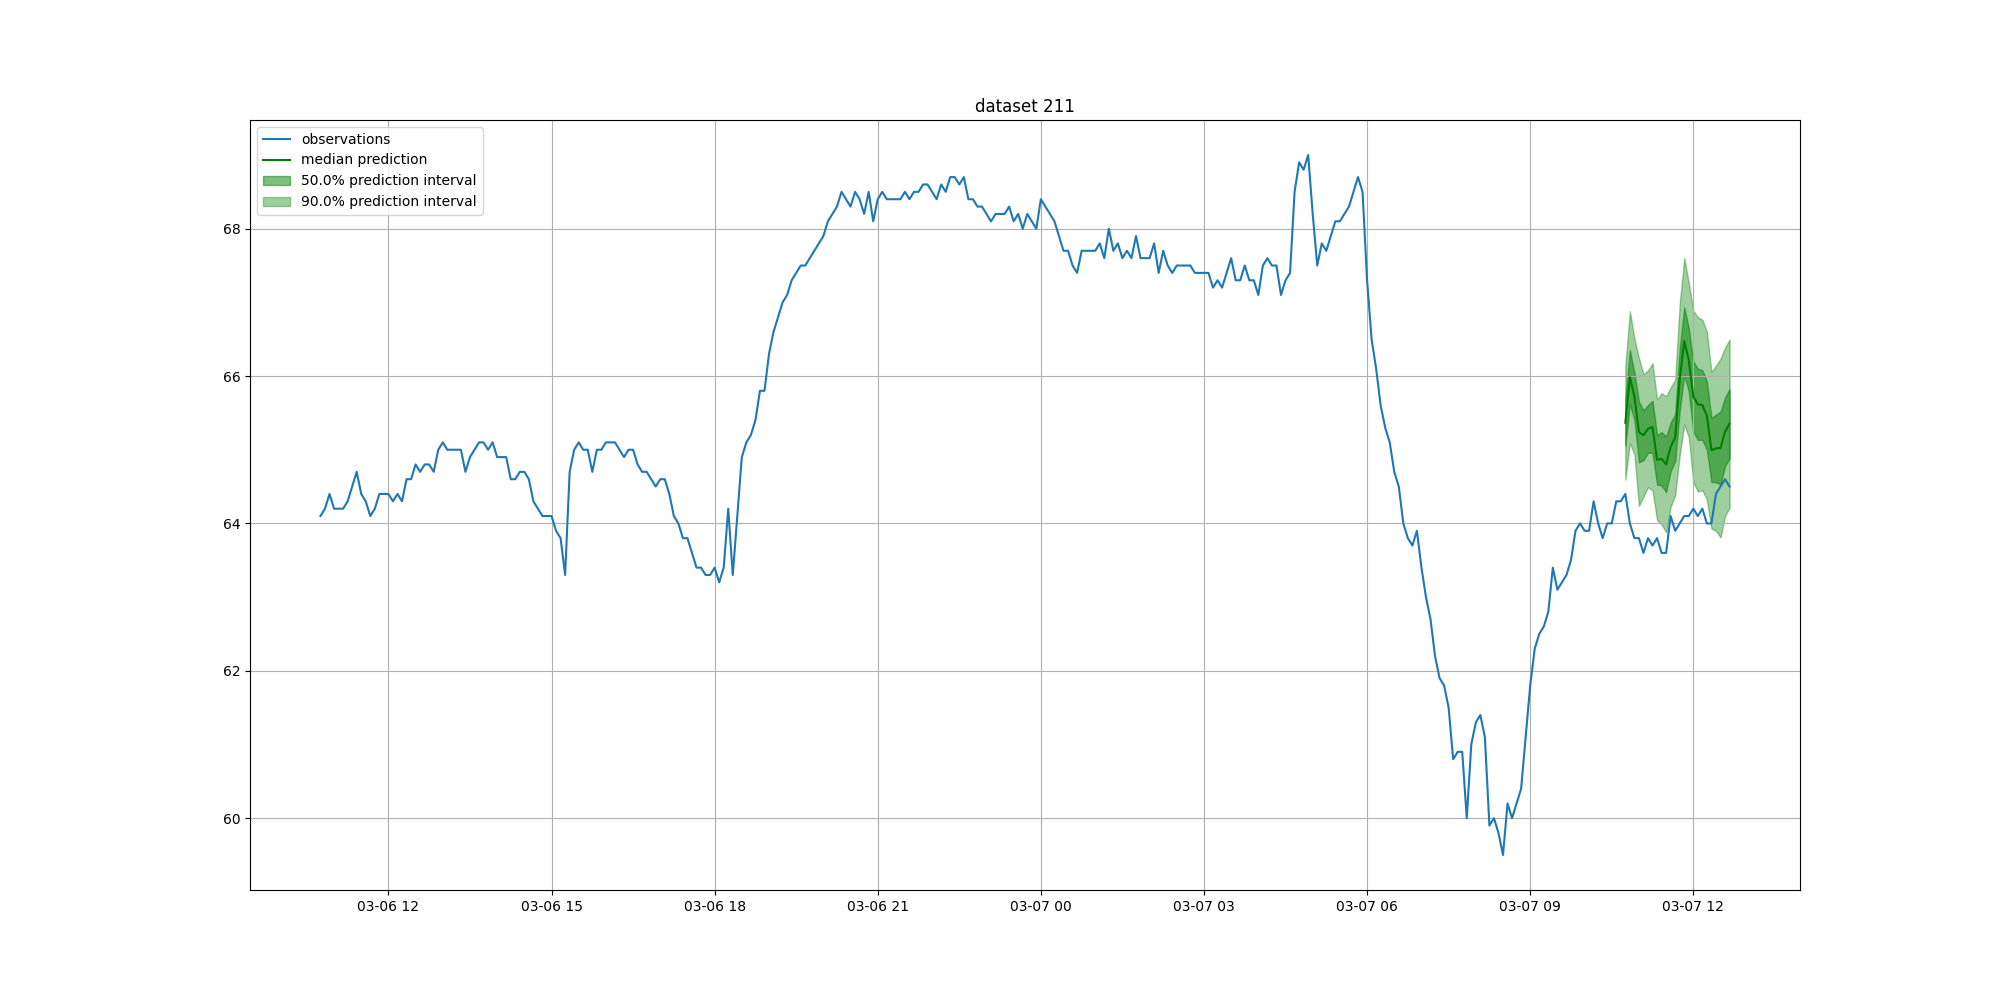 dataset 211
observations
median prediction
50.0% prediction interval
90.0% prediction interval
68
66
64
62
60
03-06 12
03-06 15
03-06 18
03-06 21
03-07 00
03-07 03
03-07 06
03-07 09
03-07 12